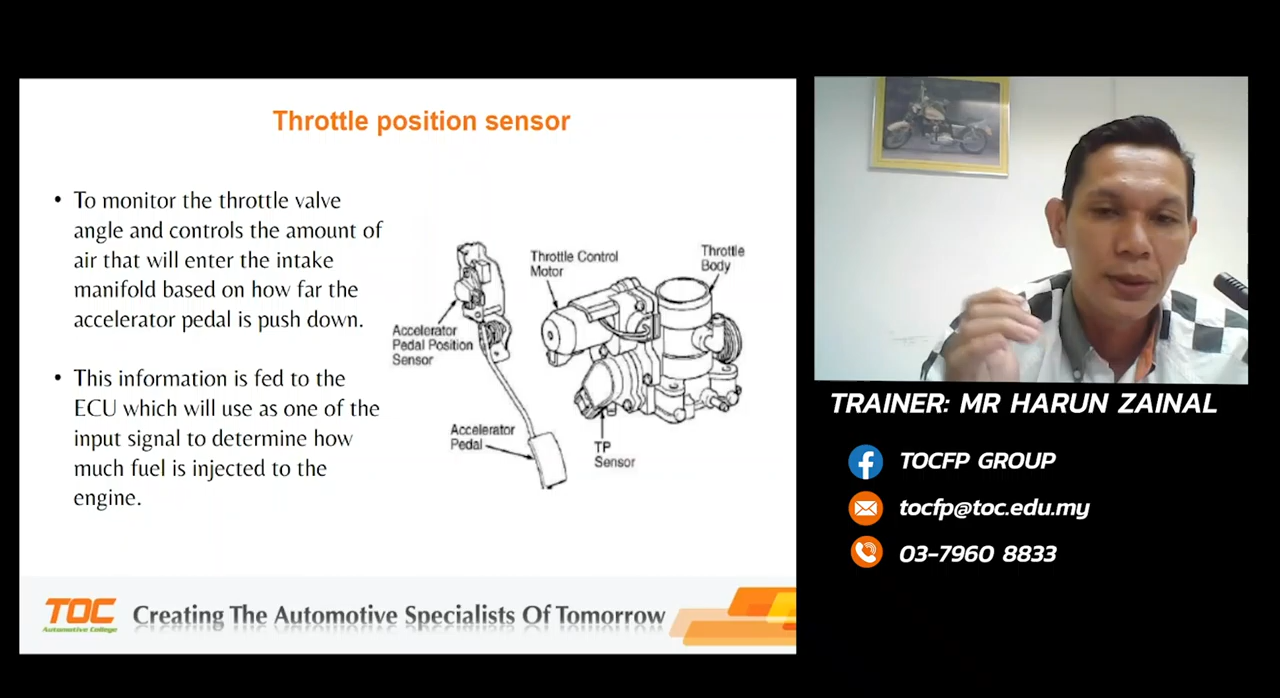 Throttle position sensor
• To monitor the throttle valve
angle and controls the amount of
air that will enter the intake
manifold based on how far the
accelerator pedal is push down.
• This information is fed to the
ECU which will use as one of the
input signal to determine how
much fuel is injected to the
engine.
Throttle Control
Motor
Throttle
Body
Accelerator
Pedal Position
Sensor
Accelerator
Pedal
TP
Sensor
TOC
Automotive College
Creating The Automotive Specialists Of Tomorrow
TRAINER: MR HARUN ZAINAL
TOCFP GROUP
tocfp@toc.edu.my
03-7960 8833